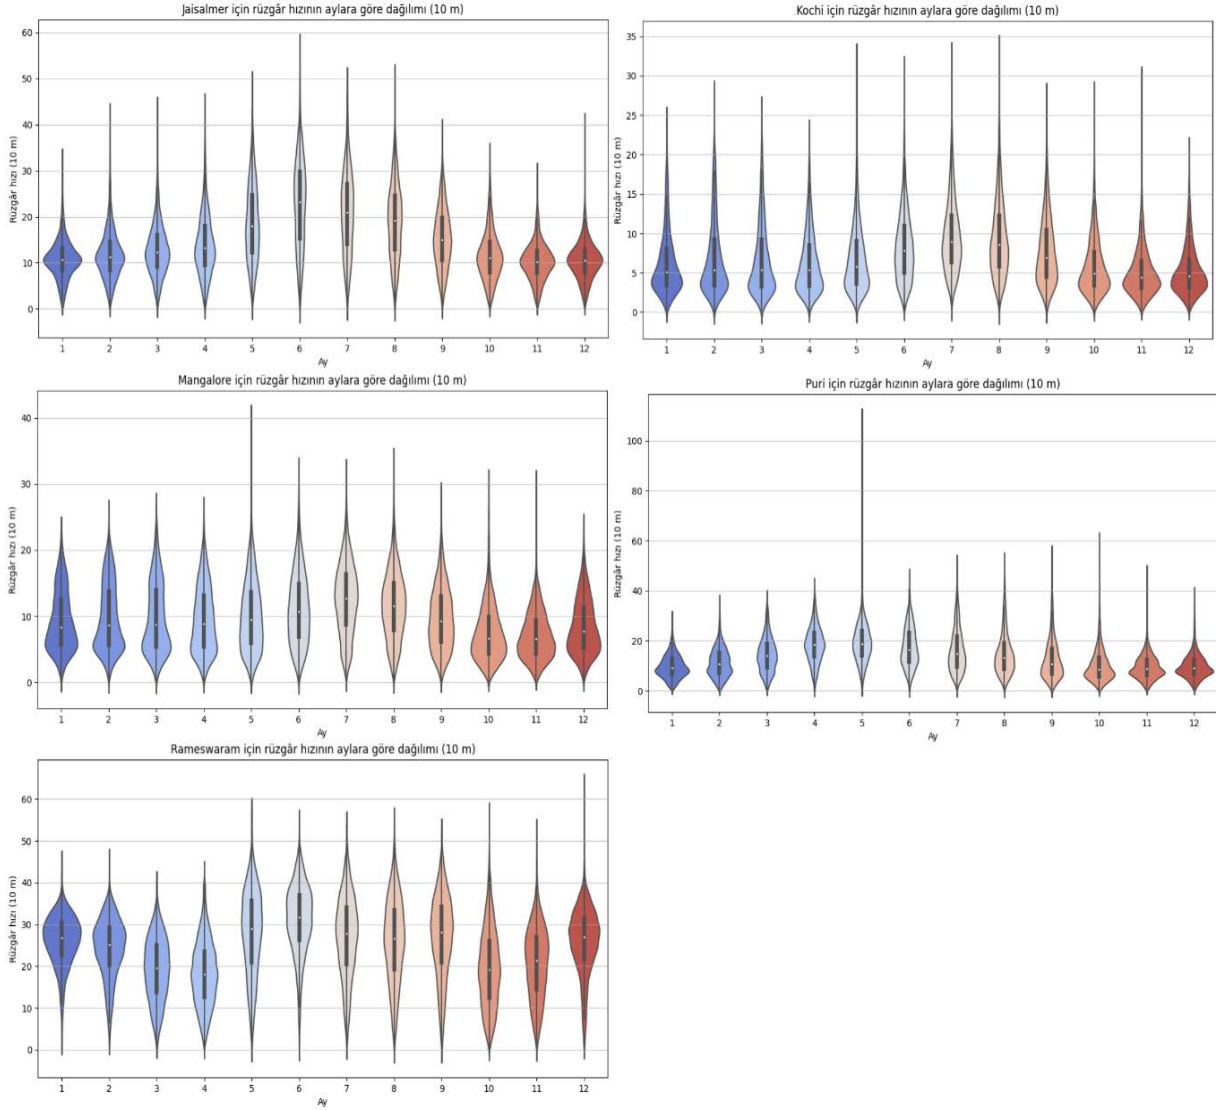 Jaisalmer için rüzgâr hızının aylara göre dağılımı (10 m)
Rüzgâr hızı (10 m)
60
50
40
30
20
10
0
1 2 3 4 5 6 7 8 9 10 11 12
Ay
Kochi için rüzgâr hızının aylara göre dağılımı (10 m)
Rüzgâr hızı (10 m)
35
30
25
20
15
10
5
0
1 2 3 4 5 6 7 8 9 10 11 12
Ay
Mangalore için rüzgâr hızının aylara göre dağılımı (10 m)
Rüzgâr hızı (10 m)
40
30
20
10
0
1 2 3 4 5 6 7 8 9 10 11 12
Ay
Puri için rüzgâr hızının aylara göre dağılımı (10 m)
Rüzgâr hızı (10 m)
100
80
60
40
20
0
1 2 3 4 5 6 7 8 9 10 11 12
Ay
Rameswaram için rüzgâr hızının aylara göre dağılımı (10 m)
Rüzgâr hızı (10 m)
60
50
40
30
20
10
0
1 2 3 4 5 6 7 8 9 10 11 12
Ay